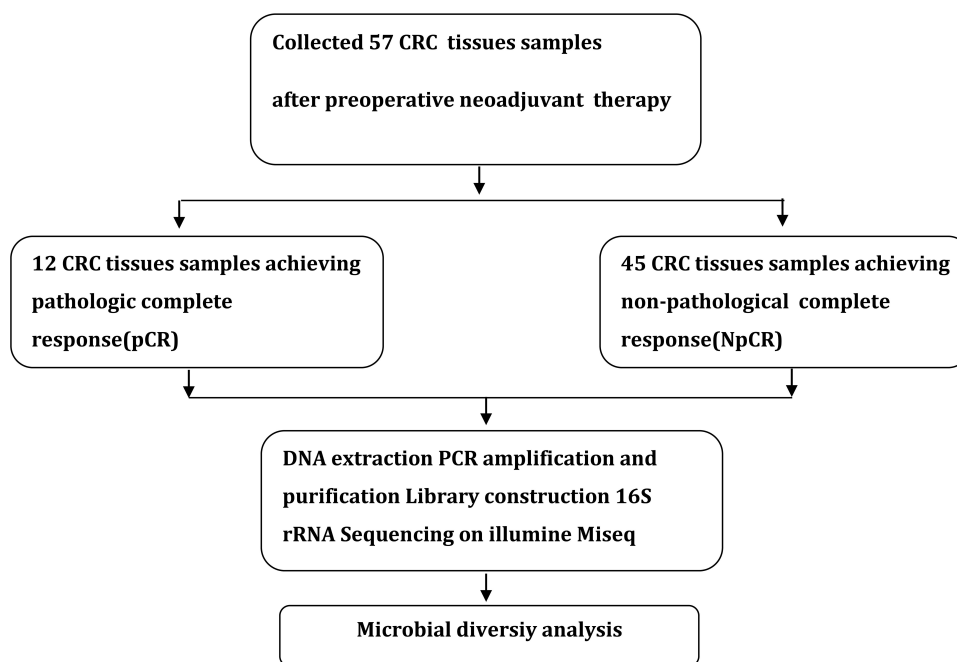 Collected 57 CRC tissues samples
after preoperative neoadjuvant therapy
12 CRC tissues samples achieving
pathologic complete
response(pCR)
45 CRC tissues samples achieving
non-pathological complete
response(NpCR)
DNA extraction PCR amplification and
purification Library construction 16S
rRNA Sequencing on illumine Miseq
Microbial diversiy analysis